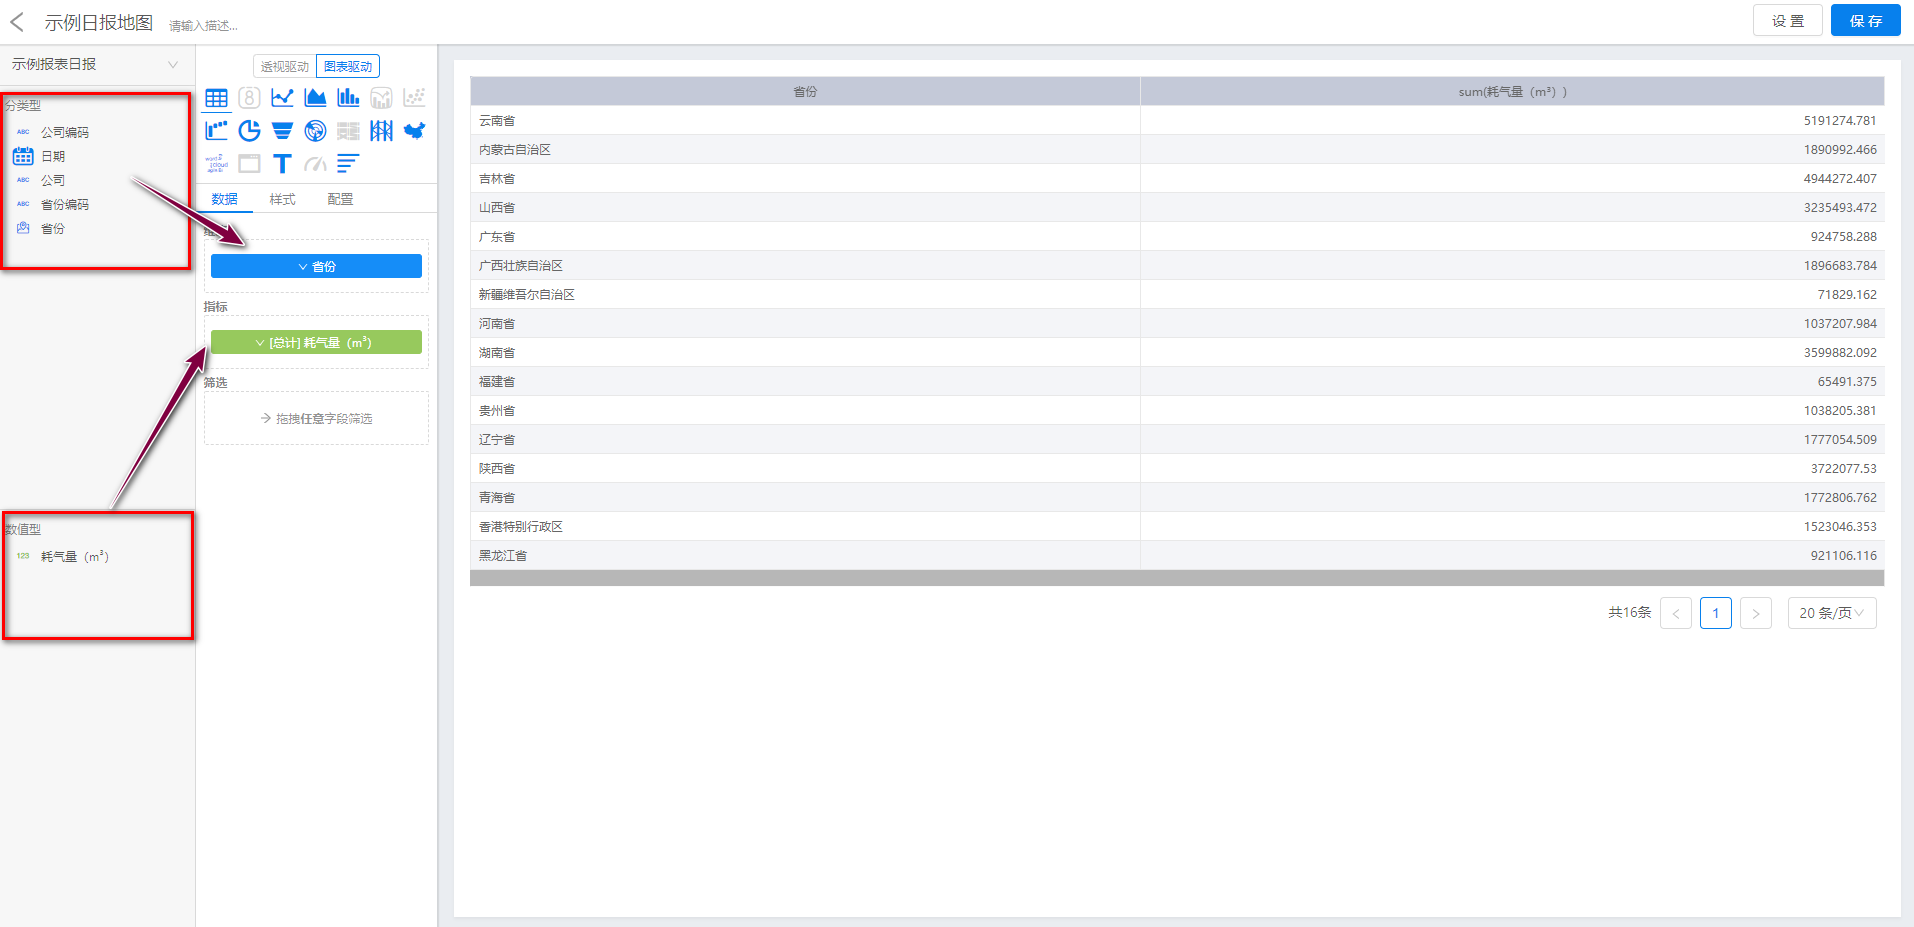 示例日报地图 请输入描述...
设 置 保 存
示例报表日报
透视驱动 图表驱动
分类型
ABC 公司编码
日期
ABC 公司
ABC 省份编码
省份
数据 样式 配置
省份
指标
[总计] 耗气量（m³）
筛选
拖拽任意字段筛选
数值型
123 耗气量（m³）
省份 sum(耗气量（m³）)
云南省 5191274.781
内蒙古自治区 1890992.466
吉林省 4944272.407
山西省 3235493.472
广东省 924758.288
广西壮族自治区 1896683.784
新疆维吾尔自治区 71829.162
河南省 1037207.984
湖南省 3599882.092
福建省 65491.375
贵州省 1038205.381
辽宁省 1777054.509
陕西省 3722077.53
青海省 1772806.762
香港特别行政区 1523046.353
黑龙江省 921106.116
共16条 < 1 > 20 条/页